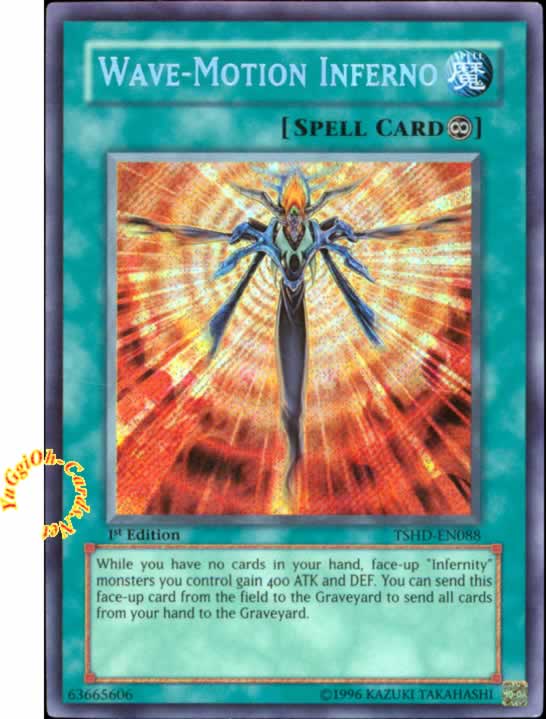 WAVE-MOTION INFERNO
SPELL
魔
[SPELL CARD♾]
YuGgiOh-Cards.Net
1st Edition
TSHD-EN088
While you have no cards in your hand, face-up "Infernity"
monsters you control gain 400 ATK and DEF. You can send this
face-up card from the field to the Graveyard to send all cards
from your hand to the Graveyard.
63665606
©1996 KAZUKI TAKAHASHI